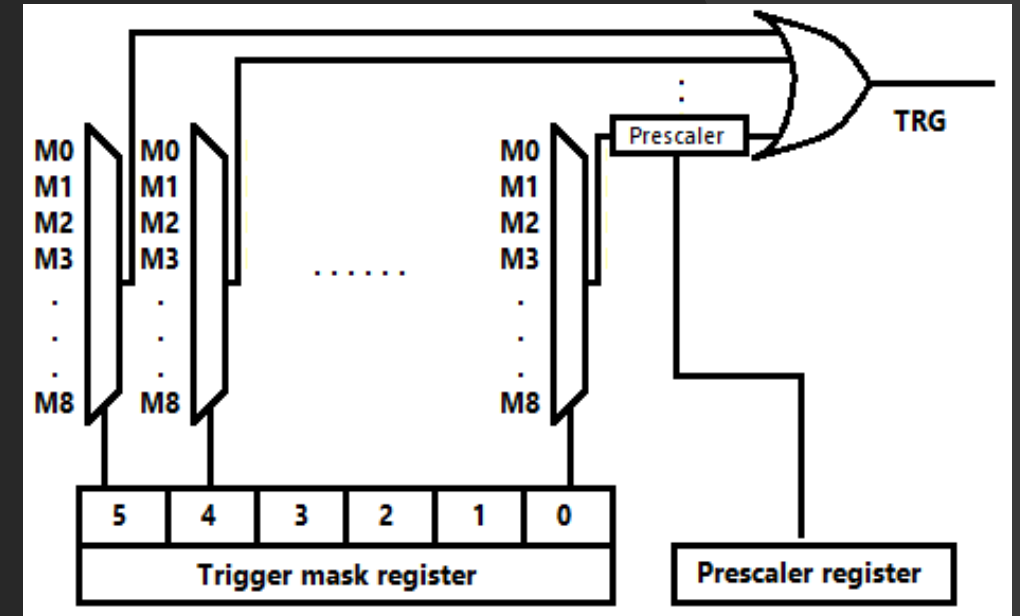 TRG
Prescaler
M0 M0 M0
M1 M1 M1
M2 M2 M2
M3 M3 M3
M8 M8 M8
5 4 3 2 1 0
Trigger mask register
Prescaler register